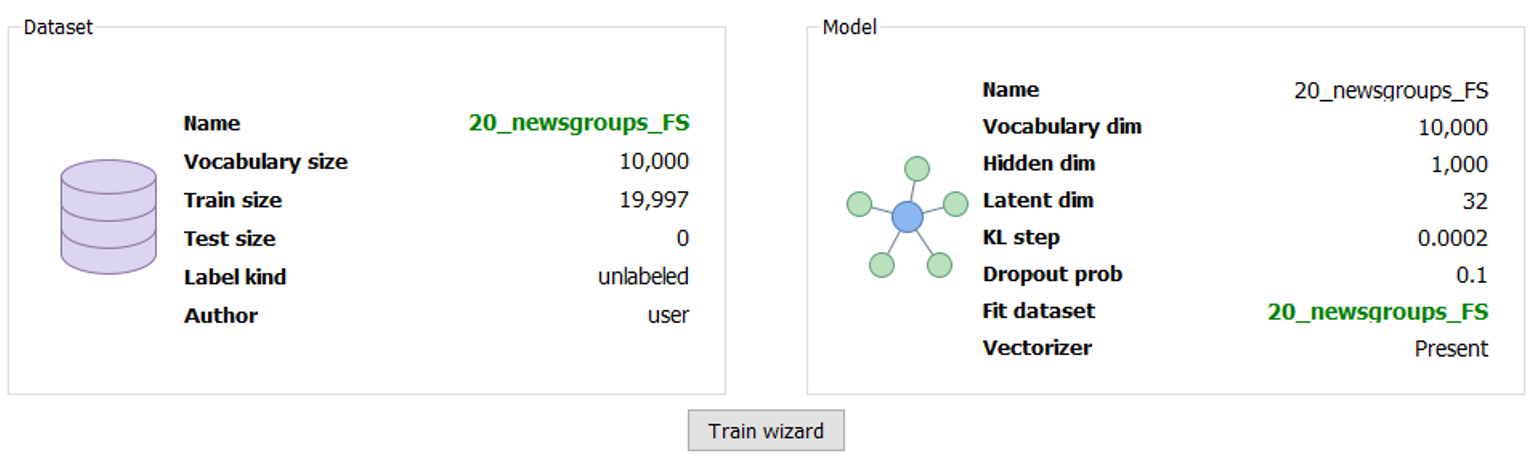 Dataset
Name 20_newsgroups_FS
Vocabulary size 10,000
Train size 19,997
Test size 0
Label kind unlabeled
Author user
Model
Name 20_newsgroups_FS
Vocabulary dim 10,000
Hidden dim 1,000
Latent dim 32
KL step 0.0002
Dropout prob 0.1
Fit dataset 20_newsgroups_FS
Vectorizer Present
Train wizard